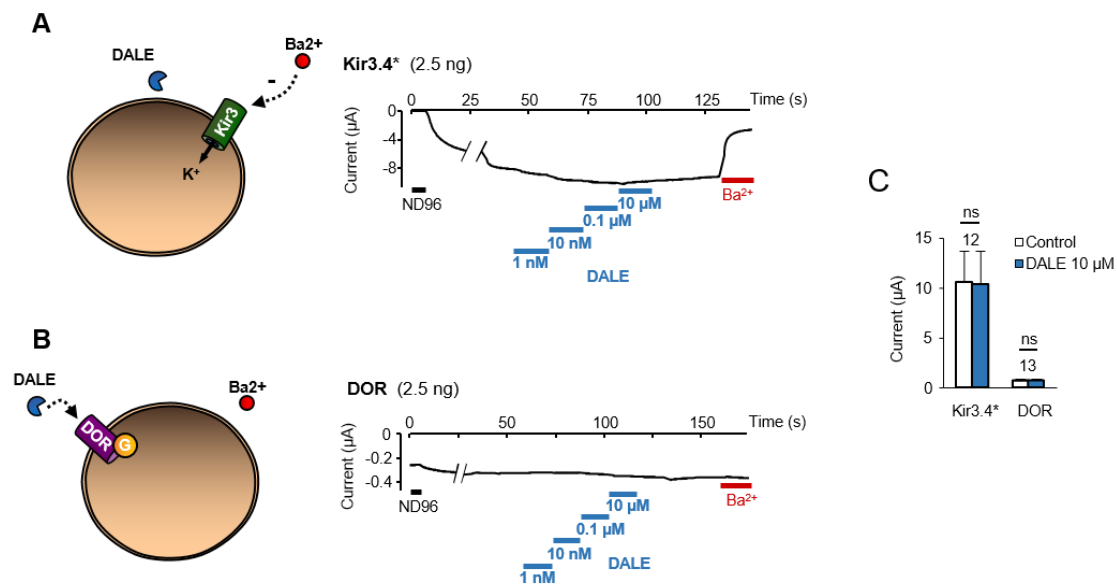 A
DALE
Ba2+
-
Kir3
K+
Kir3.4* (2.5 ng)
0 25 50 75 100 125 Time (s)
Current (µA)
0
-4
-8
ND96
10 µM
0.1 µM
10 nM
1 nM
DALE
Ba²⁺
B
DALE
Ba2+
DOR
G
DOR (2.5 ng)
0 50 100 150 Time (s)
Current (µA)
0
-0.2
-0.4
ND96
10 µM
0.1 µM
10 nM
1 nM
DALE
Ba²⁺
C
Current (µA)
15
10
5
0
ns
12
ns
13
Control
DALE 10 µM
Kir3.4* DOR